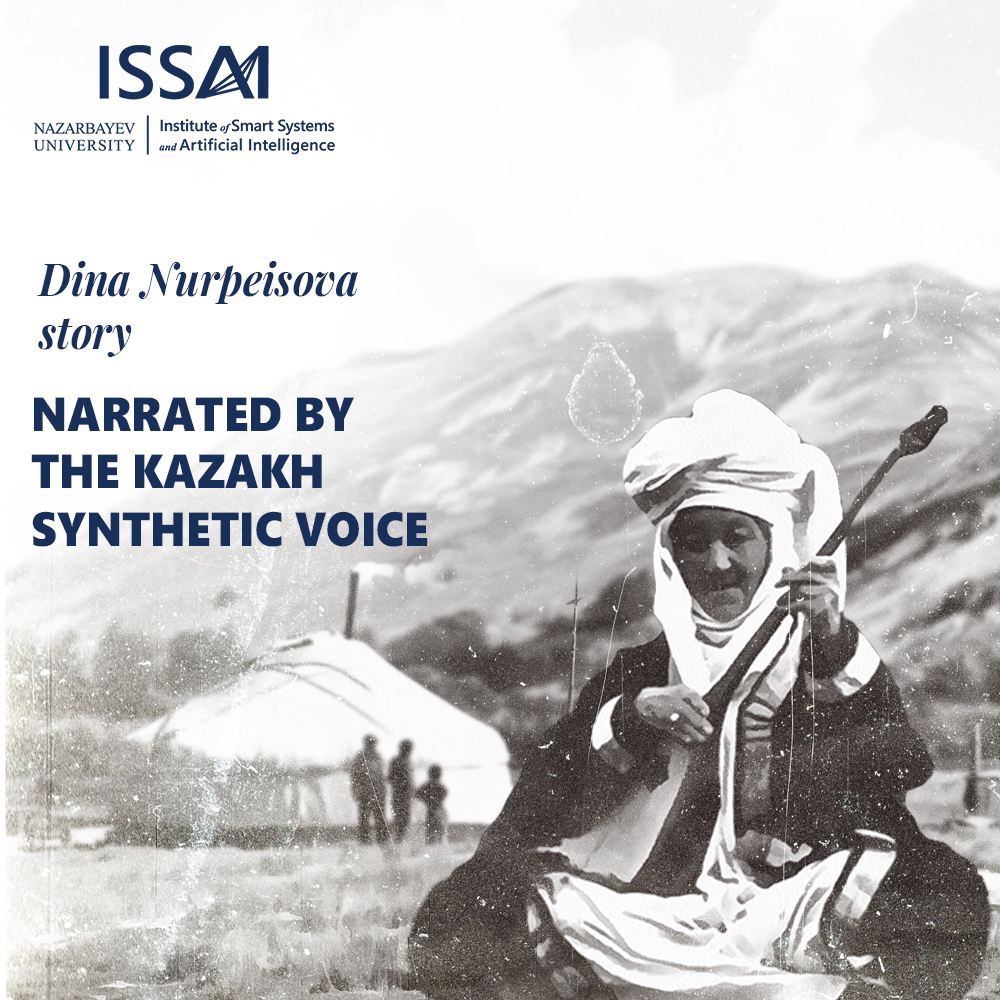 ISSAI
NAZARBAYEV
UNIVERSITY
Institute of Smart Systems
and Artificial Intelligence
Dina Nurpeisova
story
NARRATED BY
THE KAZAKH
SYNTHETIC VOICE